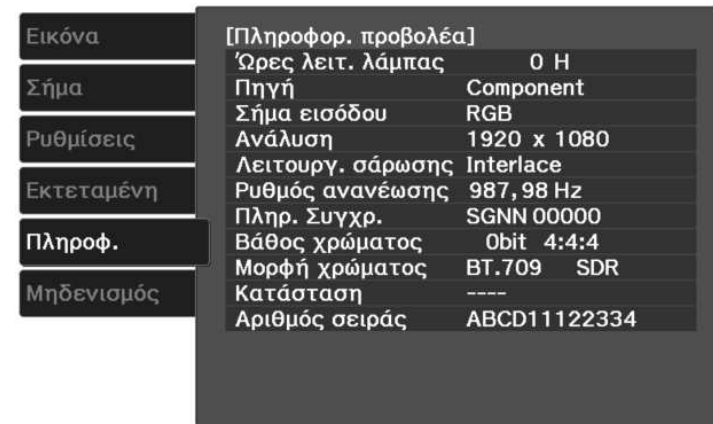 Εικόνα
Σήμα
Ρυθμίσεις
Εκτεταμένη
Πληροφ.
Μηδενισμός
[Πληροφορ. προβολέα]
Ώρες λειτ. λάμπας 0 H
Πηγή Component
Σήμα εισόδου RGB
Ανάλυση 1920 x 1080
Λειτουργ. σάρωσης Interlace
Ρυθμός ανανέωσης 987,98 Hz
Πληρ. Συγχρ. SGNN 00000
Βάθος χρώματος 0bit 4:4:4
Μορφή χρώματος BT.709 SDR
Κατάσταση ----
Αριθμός σειράς ABCD11122334